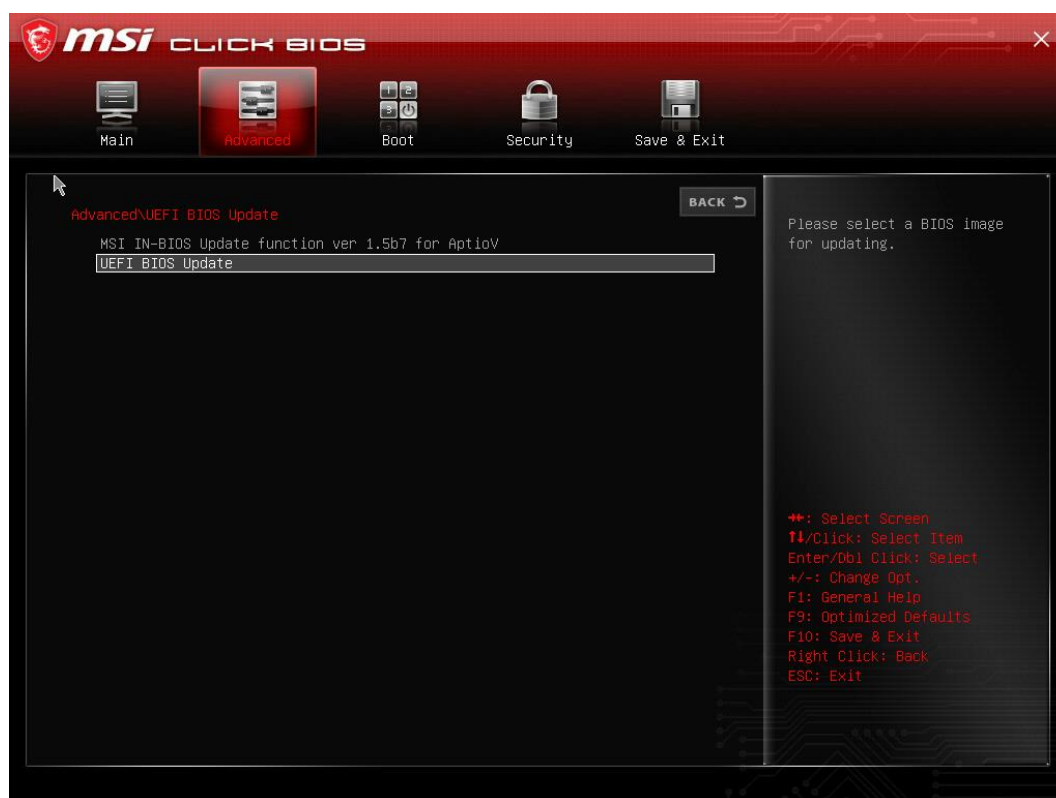 msi CLICK BIOS
Main
Advanced
Boot
Security
Save & Exit
BACK
Advanced\UEFI BIOS Update
MSI IN-BIOS Update function ver 1.5b7 for AptioV
UEFI BIOS Update
Please select a BIOS image
for updating.
→←: Select Screen
↑↓/Click: Select Item
Enter/Dbl Click: Select
+/-: Change Opt.
F1: General Help
F9: Optimized Defaults
F10: Save & Exit
Right Click: Back
ESC: Exit